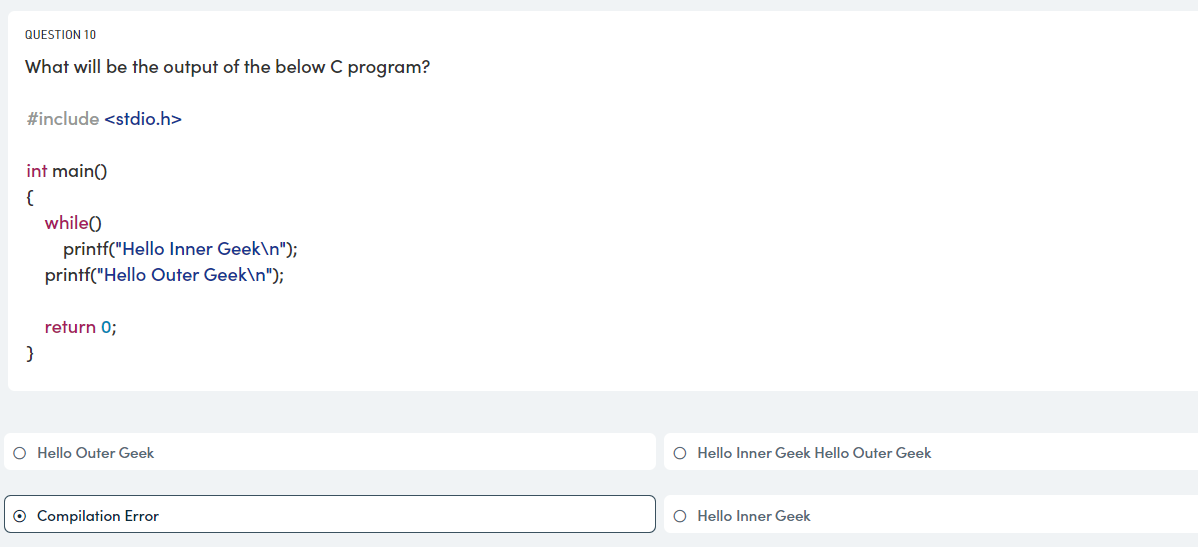 QUESTION 10
What will be the output of the below C program?
#include <stdio.h>
int main()
{
while()
printf("Hello Inner Geek\n");
printf("Hello Outer Geek\n");
return 0;
}
Hello Outer Geek
Hello Inner Geek Hello Outer Geek
Compilation Error
Hello Inner Geek